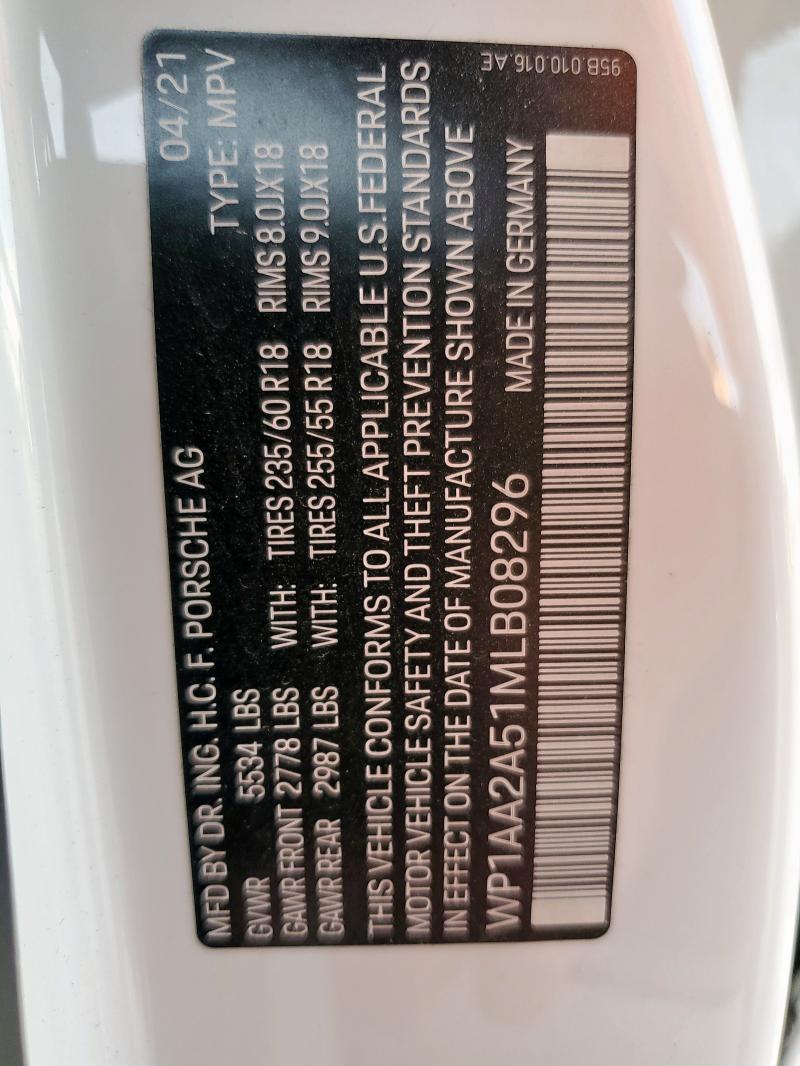 MFD BY DR. ING. H.C. F. PORSCHE AG 04/21
GVWR 5534 LBS TYPE: MPV
GAWR FRONT 2778 LBS WITH: TIRES 235/60 R18 RIMS 8.0JX18
GAWR REAR 2987 LBS WITH: TIRES 255/55 R18 RIMS 9.0JX18
THIS VEHICLE CONFORMS TO ALL APPLICABLE U.S.FEDERAL
MOTOR VEHICLE SAFETY AND THEFT PREVENTION STANDARDS
IN EFFECT ON THE DATE OF MANUFACTURE SHOWN ABOVE
WP1AA2A51MLB08296 MADE IN GERMANY
95B.010.016.AE